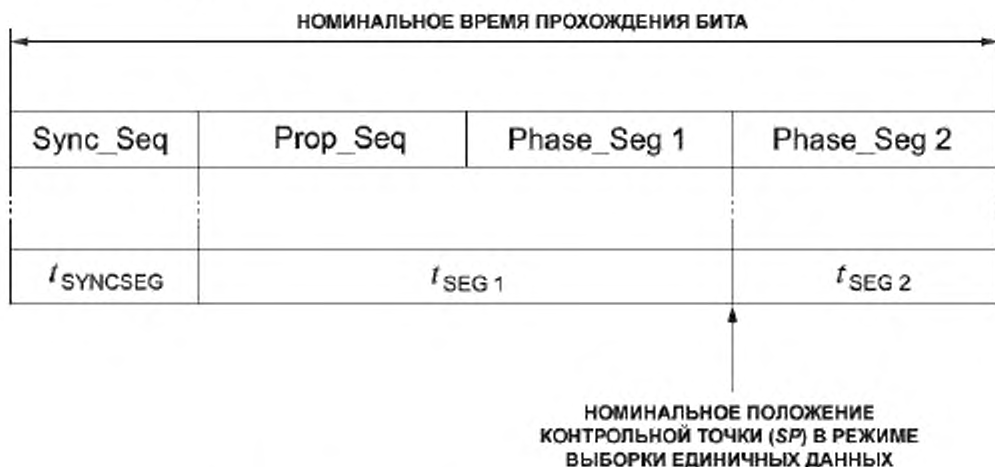 НОМИНАЛЬНОЕ ВРЕМЯ ПРОХОЖДЕНИЯ БИТА
Sync_Seq Prop_Seq Phase_Seg 1 Phase_Seg 2
tSYNCSEG tSEG 1 tSEG 2
НОМИНАЛЬНОЕ ПОЛОЖЕНИЕ
КОНТРОЛЬНОЙ ТОЧКИ (SP) В РЕЖИМЕ
ВЫБОРКИ ЕДИНИЧНЫХ ДАННЫХ